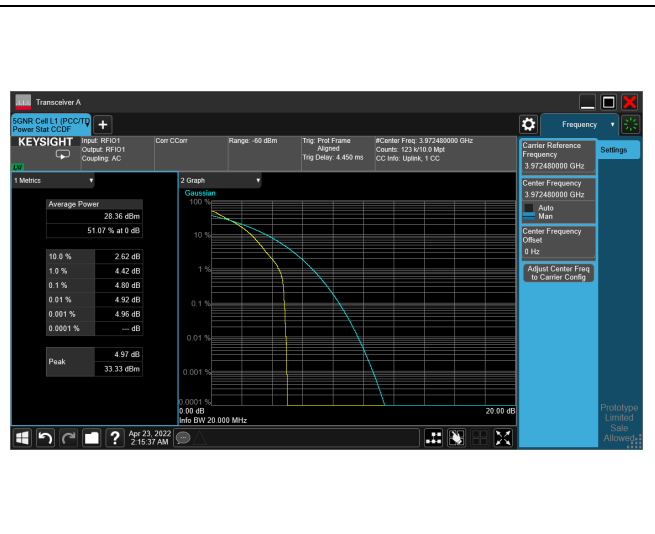 Transceiver A
5GNR Cell L1 (PCC/TD
Power Stat CCDF
+
Frequency
KEYSIGHT
LXI
Input: RFIO1
Output: RFIO1
Coupling: AC
Corr CCorr
Range: -60 dBm
Trig: Prot Frame
Aligned
Trig Delay: 4.450 ms
#Center Freq: 3.972480000 GHz
Counts: 123 k/10.0 Mpt
CC Info: Uplink, 1 CC
1 Metrics
Average Power
28.36 dBm
51.07 % at 0 dB
10.0 % 2.62 dB
1.0 % 4.42 dB
0.1 % 4.80 dB
0.01 % 4.92 dB
0.001 % 4.96 dB
0.0001 % --- dB
Peak
4.97 dB
33.33 dBm
2 Graph
Gaussian
100 %
10 %
1 %
0.1 %
0.01 %
0.001 %
0.0001 %
0.00 dB
20.00 dB
Info BW 20.000 MHz
Carrier Reference
Frequency
3.972480000 GHz
Center Frequency
3.972480000 GHz
Auto
Man
Center Frequency
Offset
0 Hz
Adjust Center Freq
to Carrier Config
Settings
Prototype
Limited
Sale
Allowed
?
Apr 23, 2022
2:15:37 AM